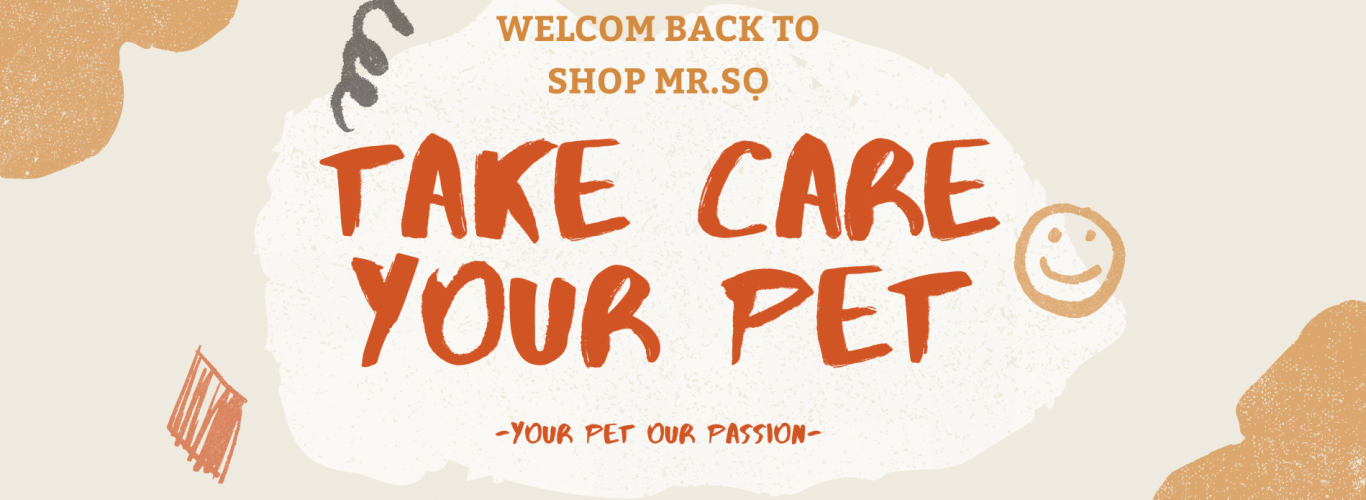 WELCOM BACK TO
SHOP MR.SỌ
TAKE CARE
YOUR PET
-YOUR PET OUR PASSION-